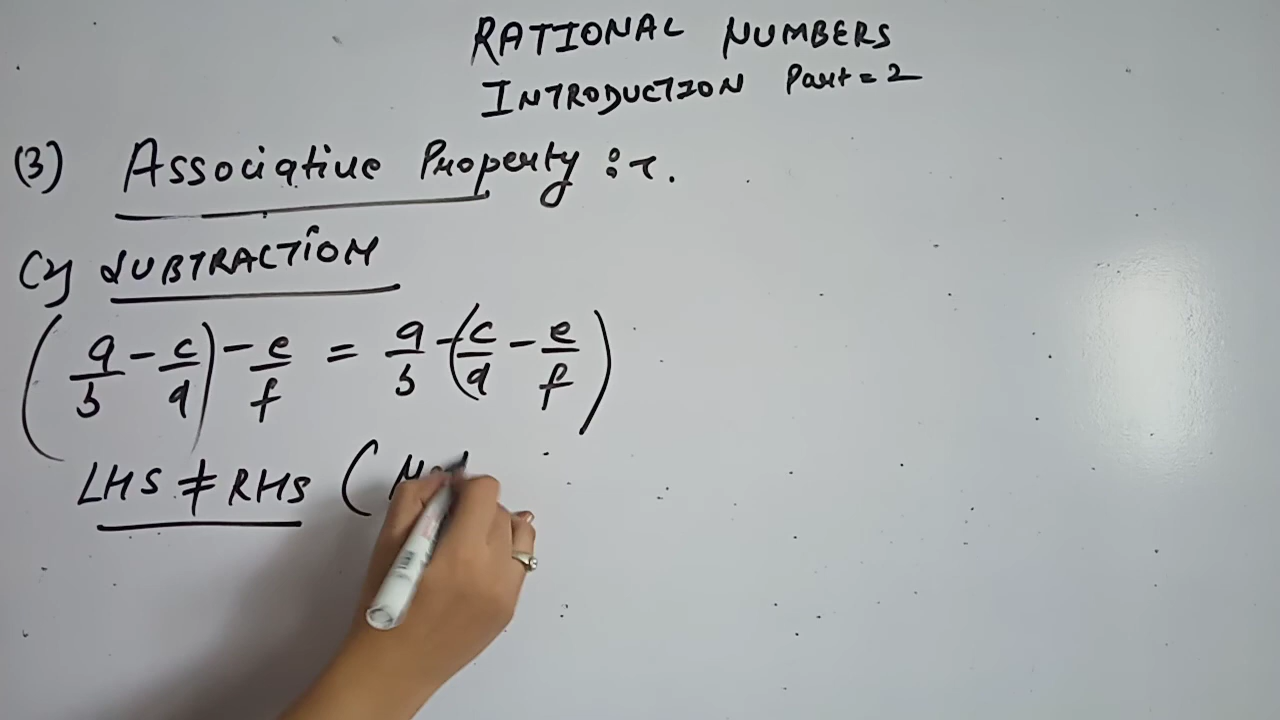 RATIONAL NUMBERS
INTRODUCTION Part = 2
(3) Associative Property :-.
SUBTRACTION
(a/b - c/d) - e/f = a/b - (c/d - e/f)
LHS ≠ RHS (